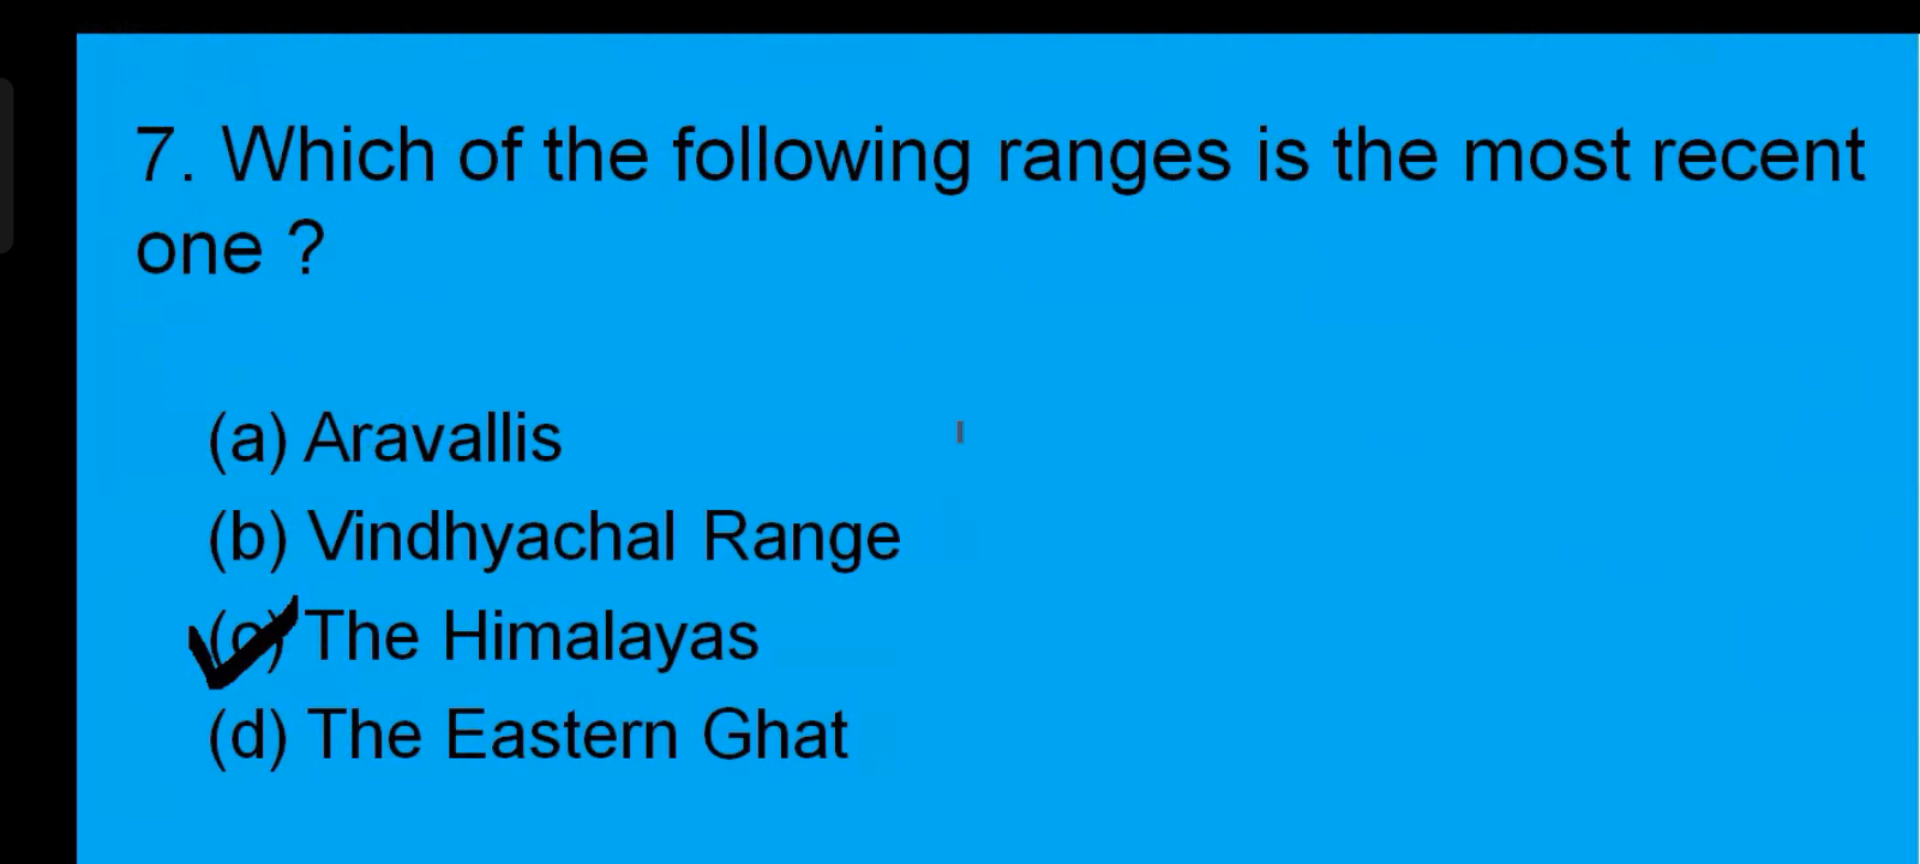 7. Which of the following ranges is the most recent
one ?
(a) Aravallis
(b) Vindhyachal Range
(c) The Himalayas
(d) The Eastern Ghat